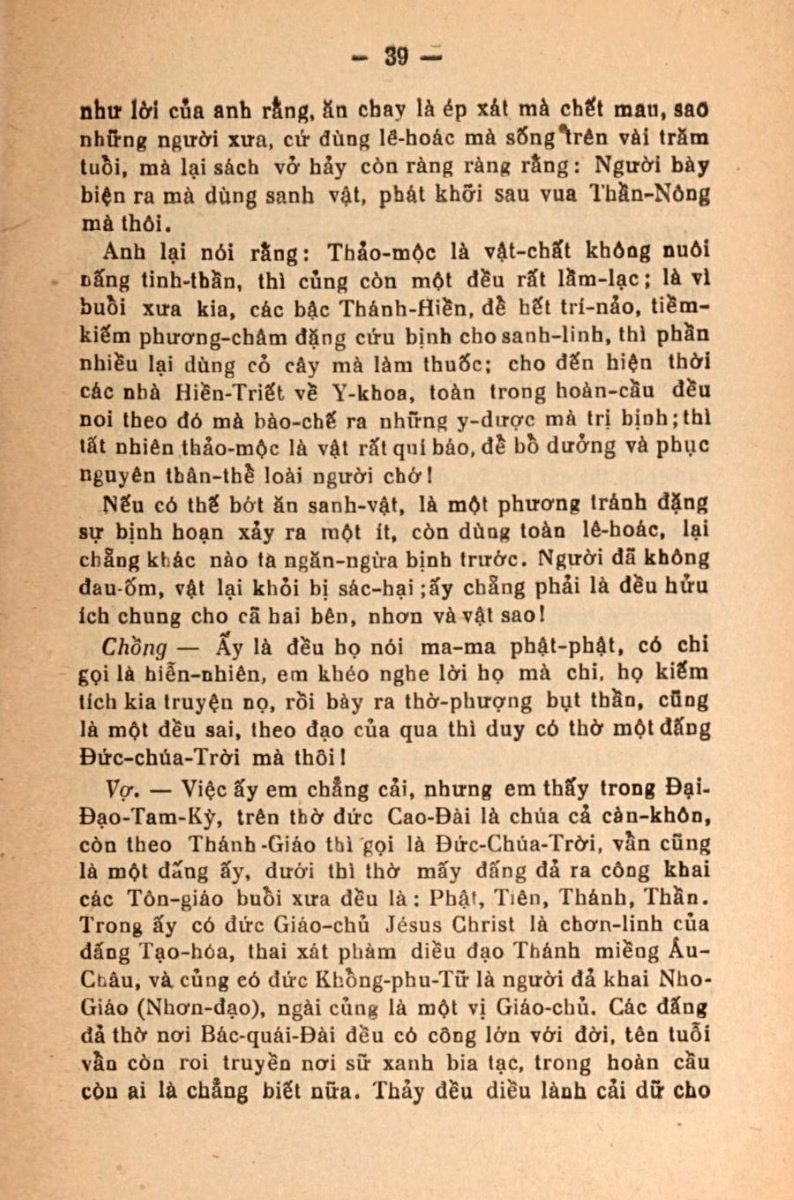 — 39 —
như lời của anh rằng, ăn chay là ép xát mà chết mau, sao
những người xưa, cứ dùng lê-hoác mà sống trên vài trăm
tuổi, mà lại sách vở hảy còn ràng ràng rằng: Người bày
biện ra mà dùng sanh vật, phát khỡi sau vua Thần-Nông
mà thôi.
Anh lại nói rằng: Thảo-mộc là vật-chất không nuôi
nấng tinh-thần, thì củng còn một đều rất lầm-lạc; là vì
buổi xưa kia, các bậc Thánh-Hiền, để hết trí-nảo, tiềm-
kiếm phương-châm đặng cứu bịnh cho sanh-linh, thì phần
nhiều lại dùng cỏ cây mà làm thuốc; cho đến hiện thời
các nhà Hiền-Triết về Y-khoa, toàn trong hoàn-cầu đều
noi theo đó mà bào-chế ra những y-dược mà trị bịnh; thì
tất nhiên thảo-mộc là vật rất quí báo, để bồ dưởng và phục
nguyên thân-thể loài người chớ!
Nếu có thể bớt ăn sanh-vật, là một phương tránh đặng
sự bịnh hoạn xảy ra một ít, còn dùng toàn lê-hoác, lại
chẳng khác nào ta ngăn-ngừa bịnh trước. Người đã không
đau-ốm, vật lại khỏi bị sác-hại; ấy chẳng phải là đều hửu
ích chung cho cã hai bên, nhơn và vật sao!
Chồng — Ấy là đều họ nói ma-ma phật-phật, có chi
gọi là hiễn-nhiên, em khéo nghe lời họ mà chi, họ kiếm
tích kia truyện nọ, rồi bày ra thờ-phượng bụt thần, cũng
là một đều sai, theo đạo của qua thì duy có thờ một đấng
Đức-chúa-Trời mà thôi!
Vợ. — Việc ấy em chẳng cải, nhưng em thấy trong Đại-
Đạo-Tam-Kỳ, trên thờ đức Cao-Đài là chúa cả càn-khôn,
còn theo Thánh-Giáo thì gọi là Đức-Chúa-Trời, vẫn cũng
là một đấng ấy, dưới thì thờ mấy đấng đả ra công khai
các Tôn-giáo buổi xưa đều là: Phật, Tiên, Thánh, Thần.
Trong ấy có đức Giáo-chủ Jésus Christ là chơn-linh của
đấng Tạo-hóa, thai xát phàm diều đạo Thánh miềng Âu-
Châu, và củng có đức Khổng-phu-Tữ là người đả khai Nho-
Giáo (Nhơn-đạo), ngài củng là một vị Giáo-chủ. Các đấng
đả thờ nơi Bác-quái-Đài đều có công lớn với đời, tên tuổi
vẫn còn roi truyền nơi sữ xanh bia tạc, trong hoàn cầu
còn ai là chẳng biết nữa. Thảy đều diều lành cải dữ cho